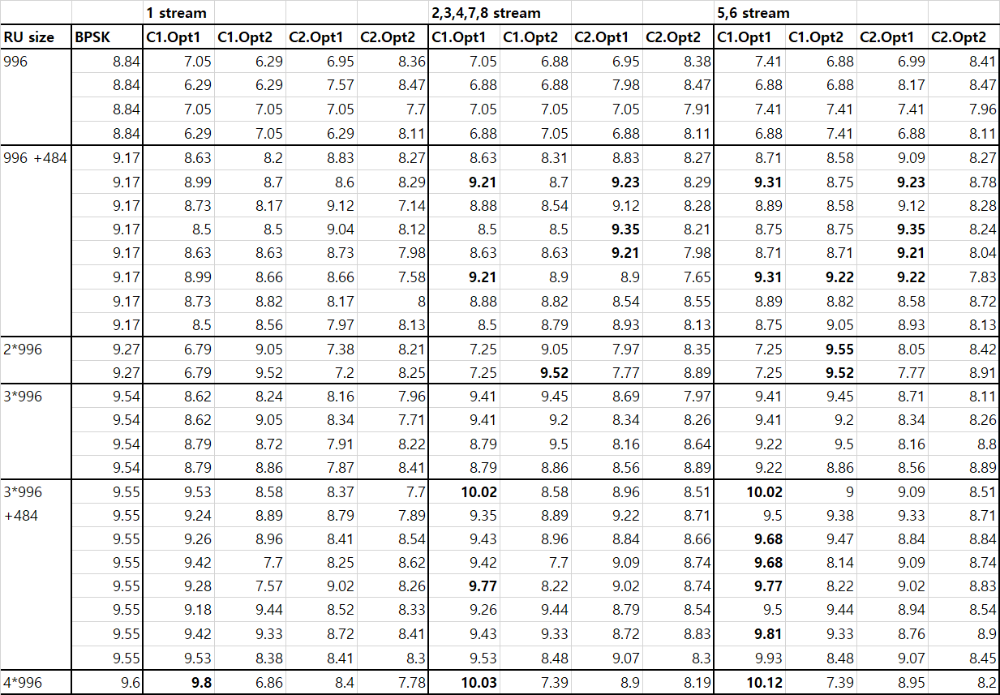 1 stream 2,3,4,7,8 stream 5,6 stream
RU size BPSK C1.Opt1 C1.Opt2 C2.Opt1 C2.Opt2 C1.Opt1 C1.Opt2 C2.Opt1 C2.Opt2 C1.Opt1 C1.Opt2 C2.Opt1 C2.Opt2
996 8.84 7.05 6.29 6.95 8.36 7.05 6.88 6.95 8.38 7.41 6.88 6.99 8.41
8.84 6.29 6.29 7.57 8.47 6.88 6.88 7.98 8.47 6.88 6.88 8.17 8.47
8.84 7.05 7.05 7.05 7.7 7.05 7.05 7.05 7.91 7.41 7.41 7.41 7.96
8.84 6.29 7.05 6.29 8.11 6.88 7.05 6.88 8.11 6.88 7.41 6.88 8.11
996 +484 9.17 8.63 8.2 8.83 8.27 8.63 8.31 8.83 8.27 8.71 8.58 9.09 8.27
9.17 8.99 8.7 8.6 8.29 9.21 8.7 9.23 8.29 9.31 8.75 9.23 8.78
9.17 8.73 8.17 9.12 7.14 8.88 8.54 9.12 8.28 8.89 8.58 9.12 8.28
9.17 8.5 8.5 9.04 8.12 8.5 8.5 9.35 8.21 8.75 8.75 9.35 8.24
9.17 8.63 8.63 8.73 7.98 8.63 8.63 9.21 7.98 8.71 8.71 9.21 8.04
9.17 8.99 8.66 8.66 7.58 9.21 8.9 8.9 7.65 9.31 9.22 9.22 7.83
9.17 8.73 8.82 8.17 8 8.88 8.82 8.54 8.55 8.89 8.82 8.58 8.72
9.17 8.5 8.56 7.97 8.13 8.5 8.79 8.93 8.13 8.75 9.05 8.93 8.13
2*996 9.27 6.79 9.05 7.38 8.21 7.25 9.05 7.97 8.35 7.25 9.55 8.05 8.42
9.27 6.79 9.52 7.2 8.25 7.25 9.52 7.77 8.89 7.25 9.52 7.77 8.91
3*996 9.54 8.62 8.24 8.16 7.96 9.41 9.45 8.69 7.97 9.41 9.45 8.71 8.11
9.54 8.62 9.05 8.34 7.71 9.41 9.2 8.34 8.26 9.41 9.2 8.34 8.26
9.54 8.79 8.72 7.91 8.22 8.79 9.5 8.16 8.64 9.22 9.5 8.16 8.8
9.54 8.79 8.86 7.87 8.41 8.79 8.86 8.56 8.89 9.22 8.86 8.56 8.89
3*996 9.55 9.53 8.58 8.37 7.7 10.02 8.58 8.96 8.51 10.02 9 9.09 8.51
+484 9.55 9.24 8.89 8.79 7.89 9.35 8.89 9.22 8.71 9.5 9.38 9.33 8.71
9.55 9.26 8.96 8.41 8.54 9.43 8.96 8.84 8.66 9.68 9.47 8.84 8.84
9.55 9.42 7.7 8.25 8.62 9.42 7.7 9.09 8.74 9.68 8.14 9.09 8.74
9.55 9.28 7.57 9.02 8.26 9.77 8.22 9.02 8.74 9.77 8.22 9.02 8.83
9.55 9.18 9.44 8.52 8.33 9.26 9.44 8.79 8.54 9.5 9.44 8.94 8.54
9.55 9.42 9.33 8.72 8.41 9.43 9.33 8.72 8.83 9.81 9.33 8.76 8.9
9.55 9.53 8.38 8.41 8.3 9.53 8.48 9.07 8.3 9.93 8.48 9.07 8.45
4*996 9.6 9.8 6.86 8.4 7.78 10.03 7.39 8.9 8.19 10.12 7.39 8.95 8.2